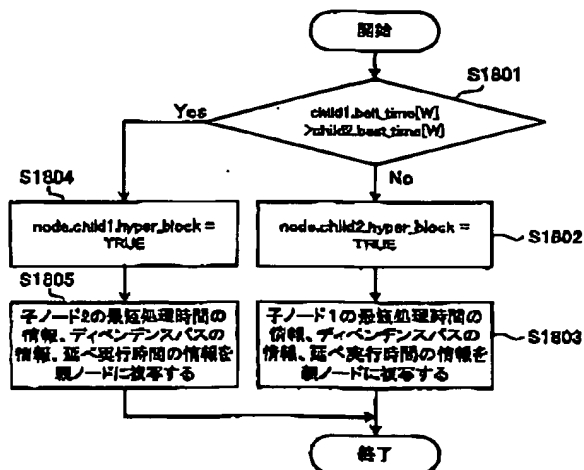 開始
S1801
child1.best_time[W]
>child2.best_time[W]
Yes
No
S1804
node.child1.hyper_block =
TRUE
node.child2.hyper_block =
TRUE
S1802
S1805
子ノード2の最短処理時間の
情報、ディペンデンスパスの
情報、延べ実行時間の情報を
親ノードに複写する
子ノード1の最短処理時間の
情報、ディペンデンスパスの
情報、延べ実行時間の情報を
親ノードに複写する
S1803
終了